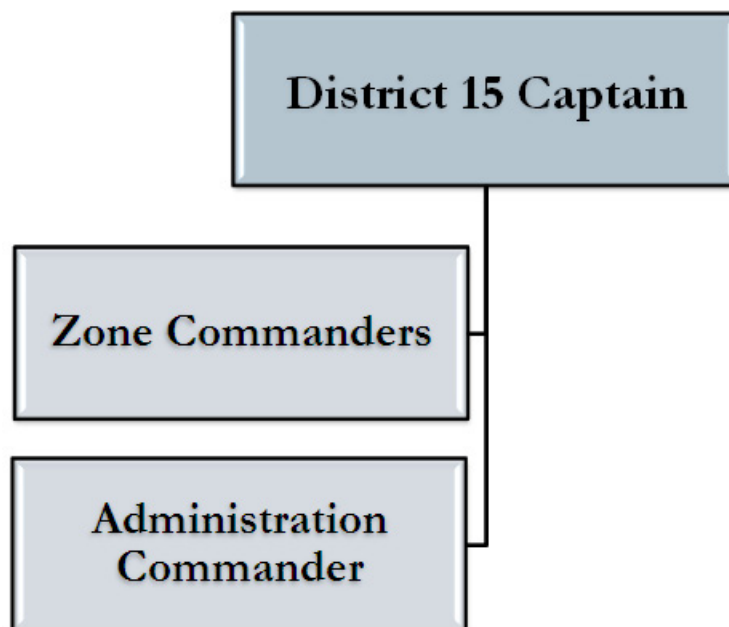 District 15 Captain
Zone Commanders
Administration
Commander